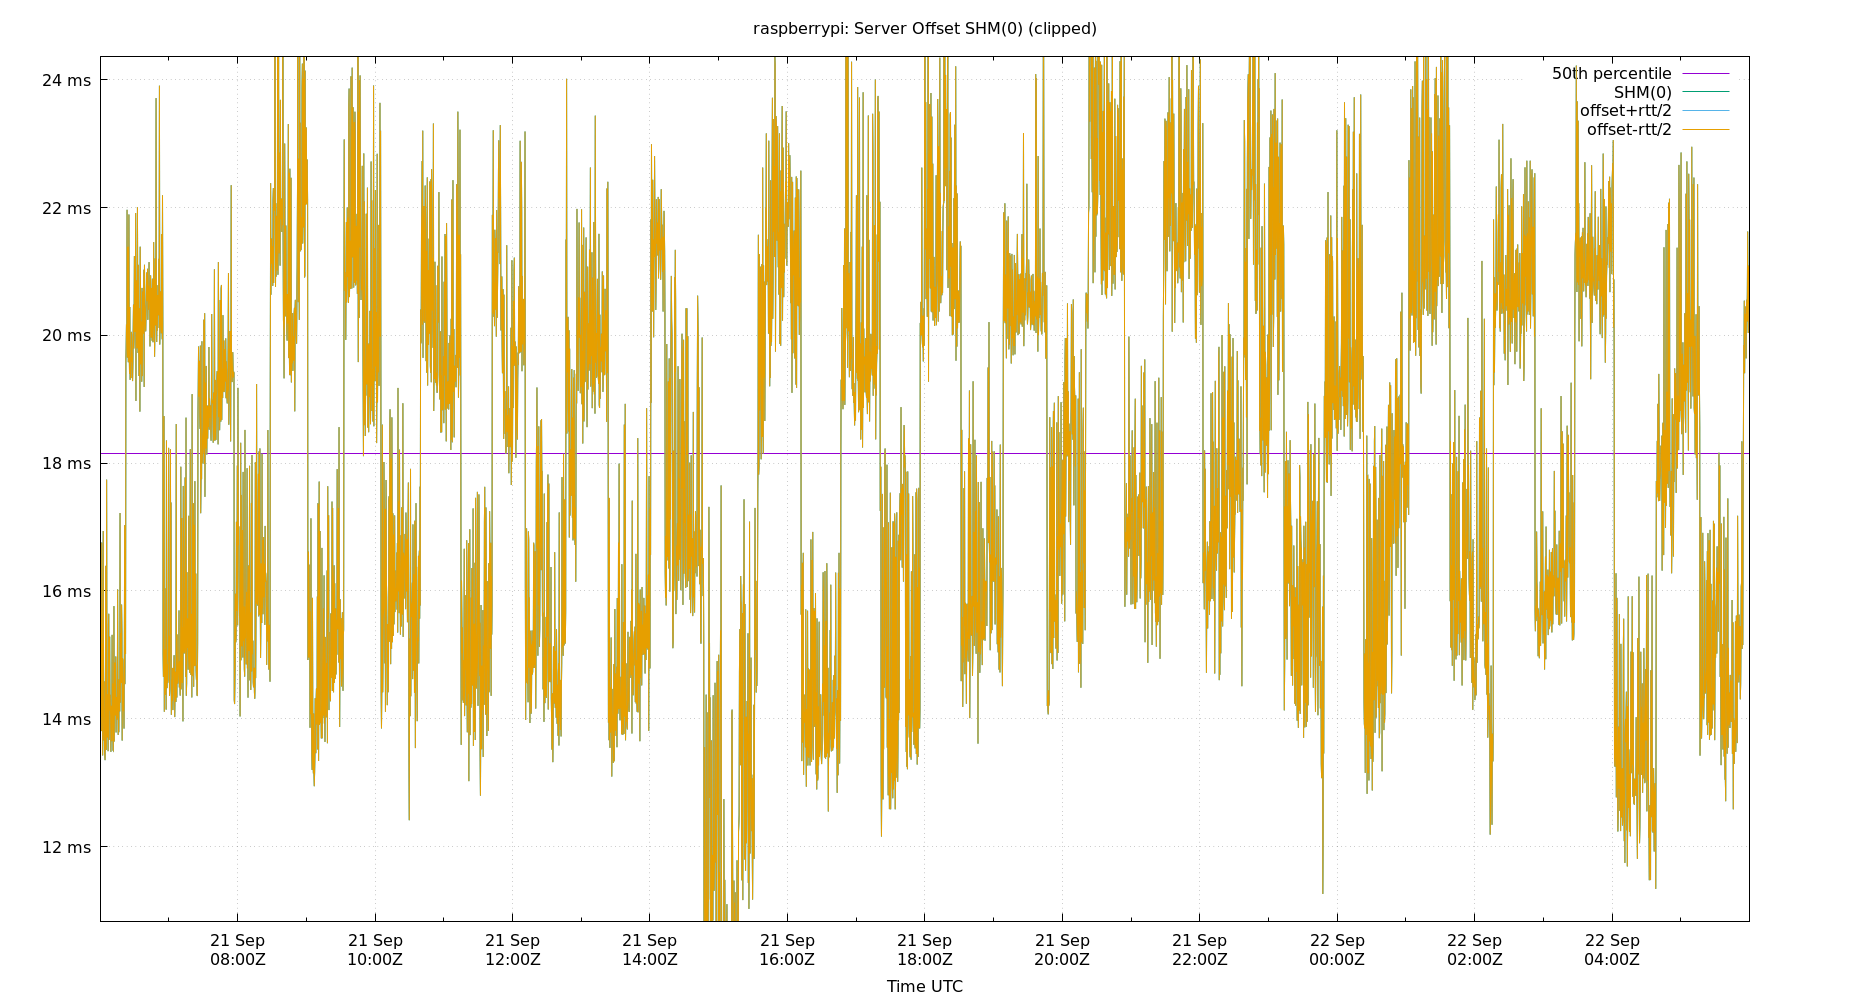 raspberrypi: Server Offset SHM(0) (clipped)
24 ms
22 ms
20 ms
18 ms
16 ms
14 ms
12 ms
50th percentile
SHM(0)
offset+rtt/2
offset-rtt/2
21 Sep 21 Sep 21 Sep 21 Sep 21 Sep 21 Sep 21 Sep 21 Sep 22 Sep 22 Sep 22 Sep
08:00Z 10:00Z 12:00Z 14:00Z 16:00Z 18:00Z 20:00Z 22:00Z 00:00Z 02:00Z 04:00Z
Time UTC